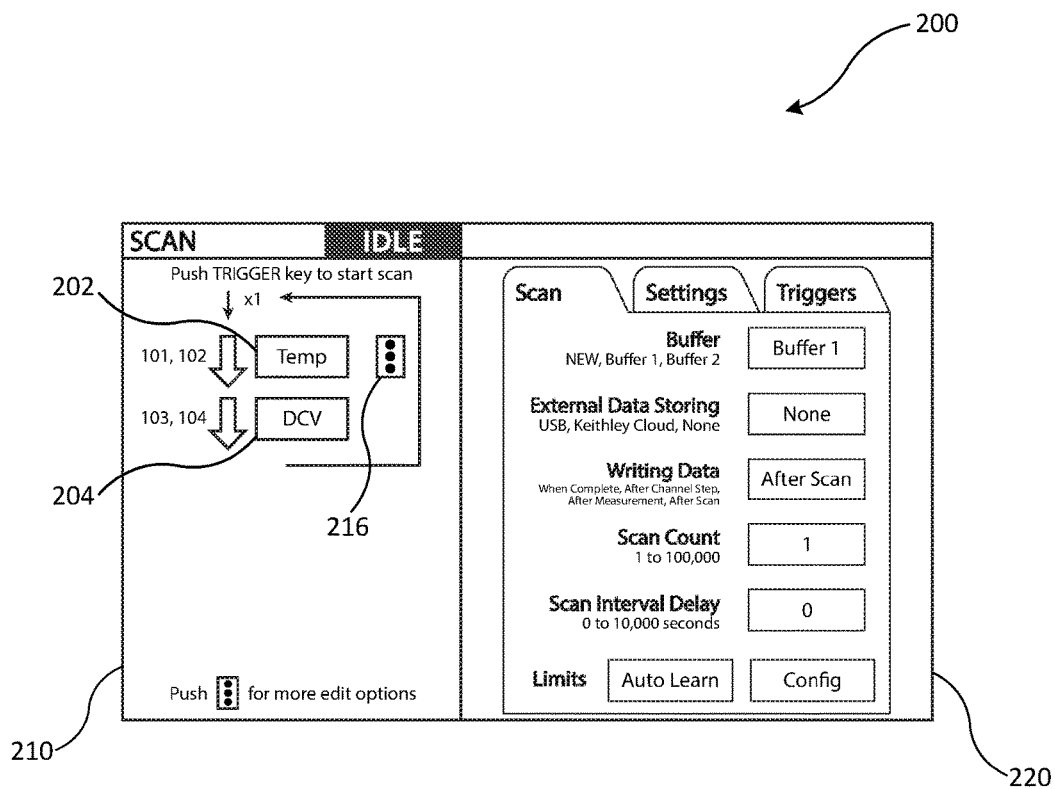 200
SCAN
IDLE
Push TRIGGER key to start scan
x1
202
101, 102
Temp
103, 104
DCV
204
216
Push for more edit options
210
Scan
Settings
Triggers
Buffer
NEW, Buffer 1, Buffer 2
Buffer 1
External Data Storing
USB, Keithley Cloud, None
None
Writing Data
When Complete, After Channel Step,
After Measurement, After Scan
After Scan
Scan Count
1 to 100,000
1
Scan Interval Delay
0 to 10,000 seconds
0
Limits
Auto Learn
Config
220